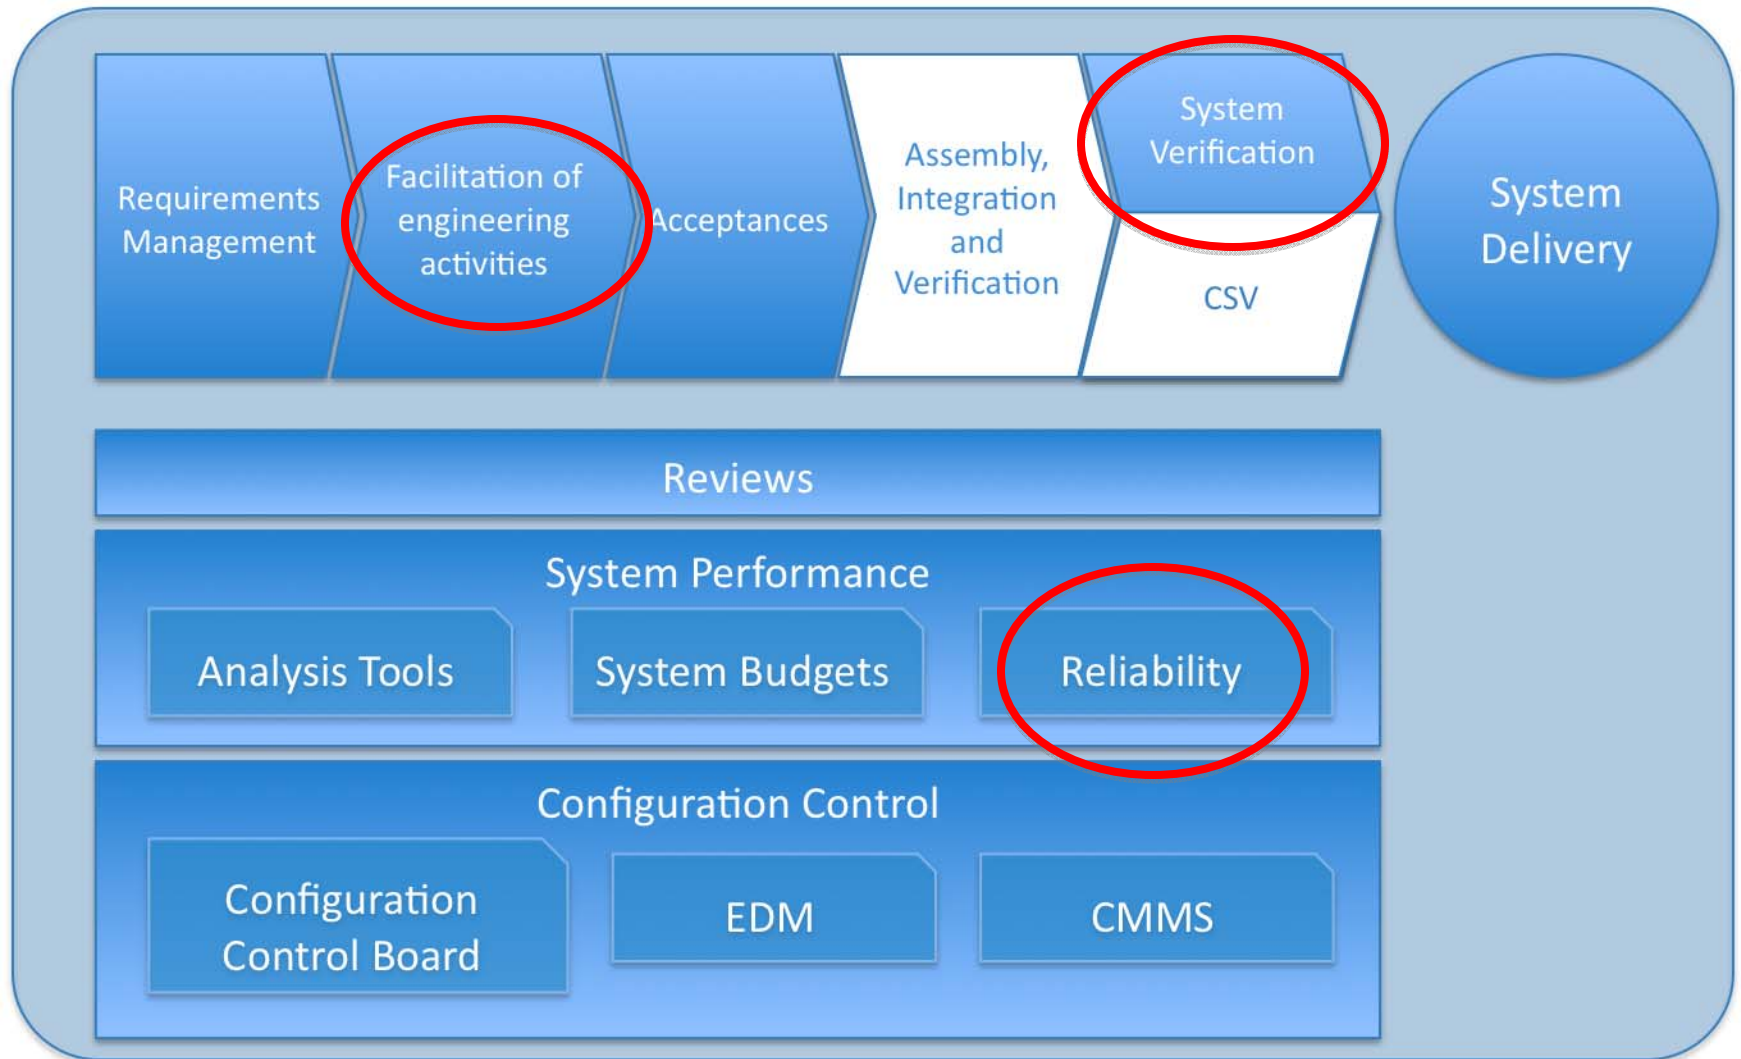 Requirements
Management
Facilitation of
engineering
activities
Acceptances
Assembly,
Integration
and
Verification
System
Verification
CSV
System
Delivery
Reviews
System Performance
Analysis Tools
System Budgets
Reliability
Configuration Control
Configuration
Control Board
EDM
CMMS